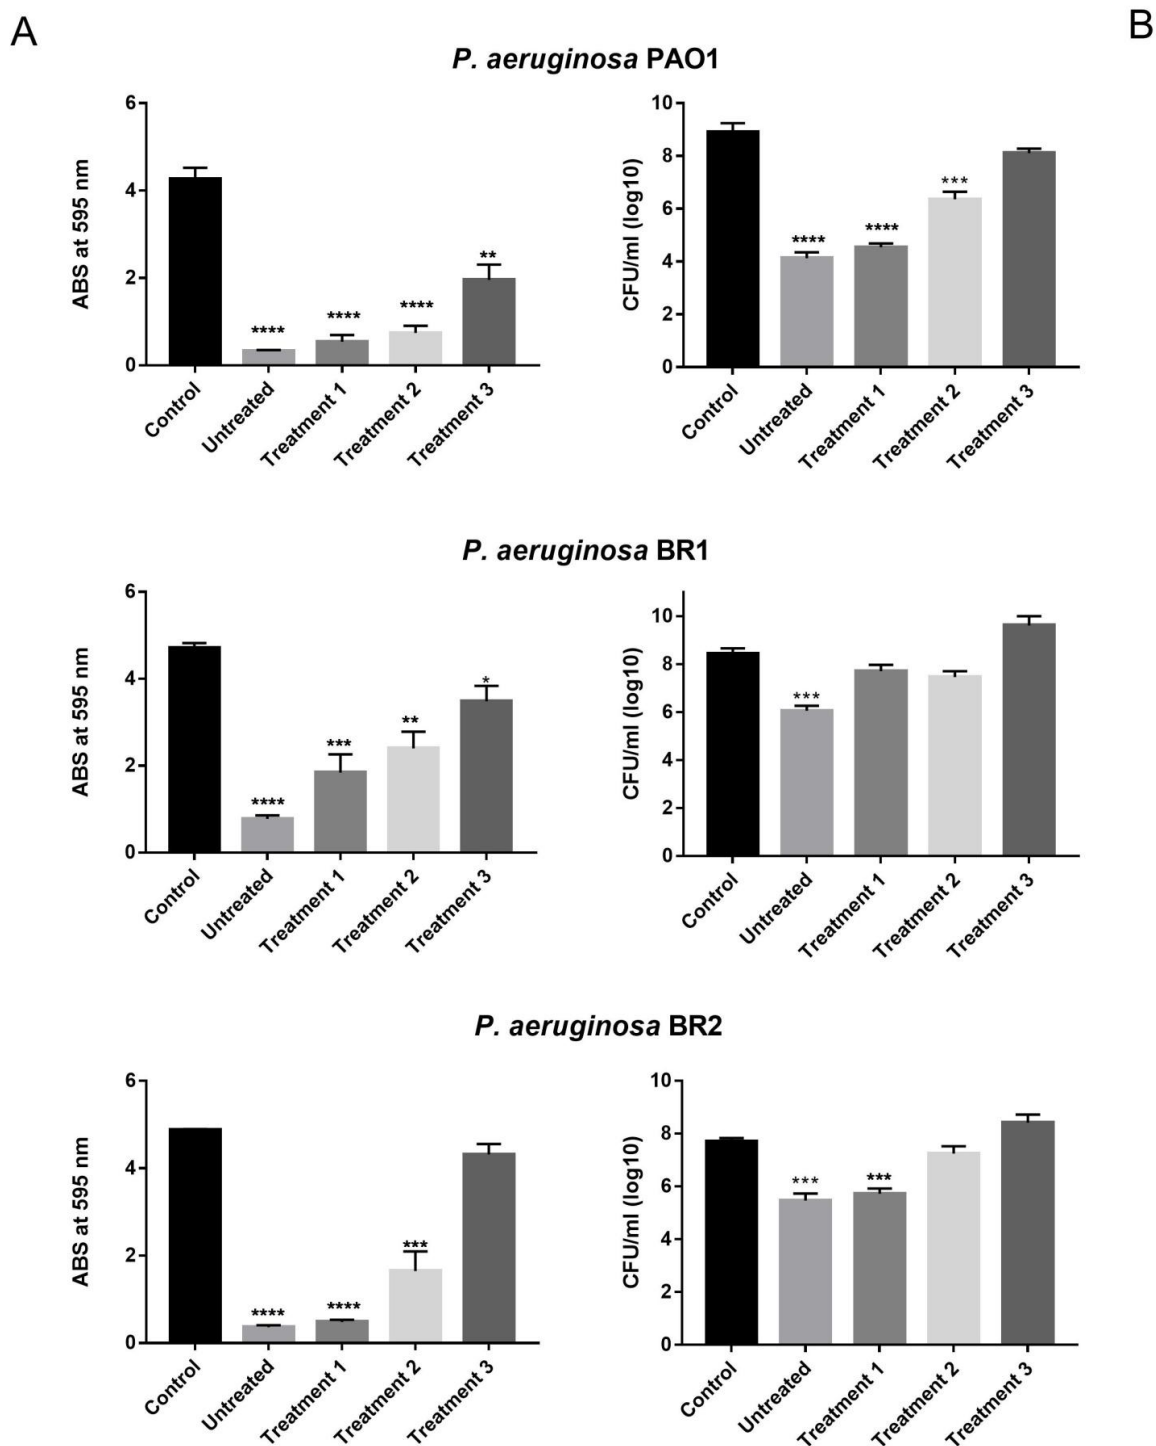 A
B
P. aeruginosa PAO1
6
4
2
0
ABS at 595 nm
****
****
****
**
Control
Untreated
Treatment 1
Treatment 2
Treatment 3
10
8
6
4
2
0
CFU/ml (log10)
****
****
***
Control
Untreated
Treatment 1
Treatment 2
Treatment 3
P. aeruginosa BR1
6
4
2
0
ABS at 595 nm
****
***
**
*
Control
Untreated
Treatment 1
Treatment 2
Treatment 3
10
8
6
4
2
0
CFU/ml (log10)
***
Control
Untreated
Treatment 1
Treatment 2
Treatment 3
P. aeruginosa BR2
6
4
2
0
ABS at 595 nm
****
****
***
Control
Untreated
Treatment 1
Treatment 2
Treatment 3
10
8
6
4
2
0
CFU/ml (log10)
***
***
Control
Untreated
Treatment 1
Treatment 2
Treatment 3